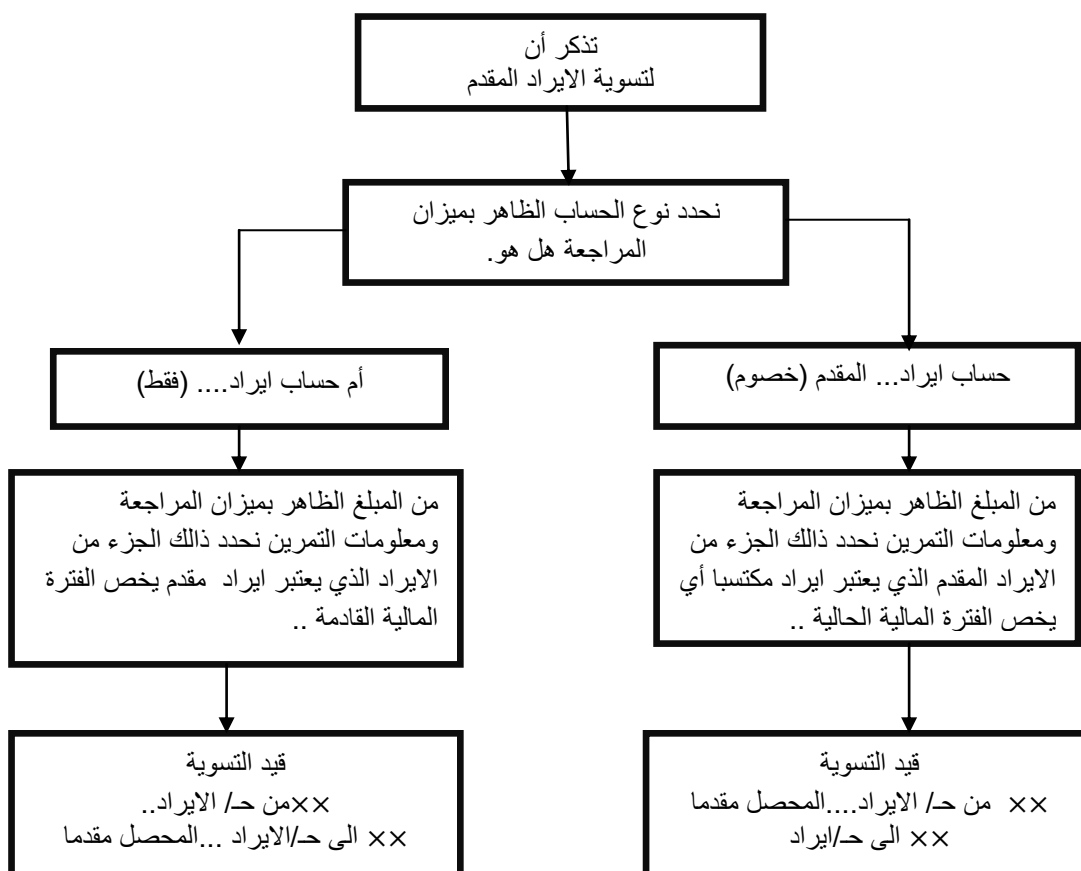 تذكر أن
لتسوية الايراد المقدم
نحدد نوع الحساب الظاهر بميزان
المراجعة هل هو.
حساب ايراد... المقدم (خصوم)
أم حساب ايراد.... (فقط)
من المبلغ الظاهر بميزان المراجعة
ومعلومات التمرين نحدد ذالك الجزء من
الايراد المقدم الذي يعتبر ايراد مكتسبا أي
يخص الفترة المالية الحالية ..
من المبلغ الظاهر بميزان المراجعة
ومعلومات التمرين نحدد ذالك الجزء من
الايراد الذي يعتبر ايراد مقدم يخص الفترة
المالية القادمة ..
قيد التسوية
×× من حـ/ الايراد....المحصل مقدما
×× الى حـ/ايراد
قيد التسوية
××من حـ/ الايراد..
×× الى حـ/الايراد ...المحصل مقدما